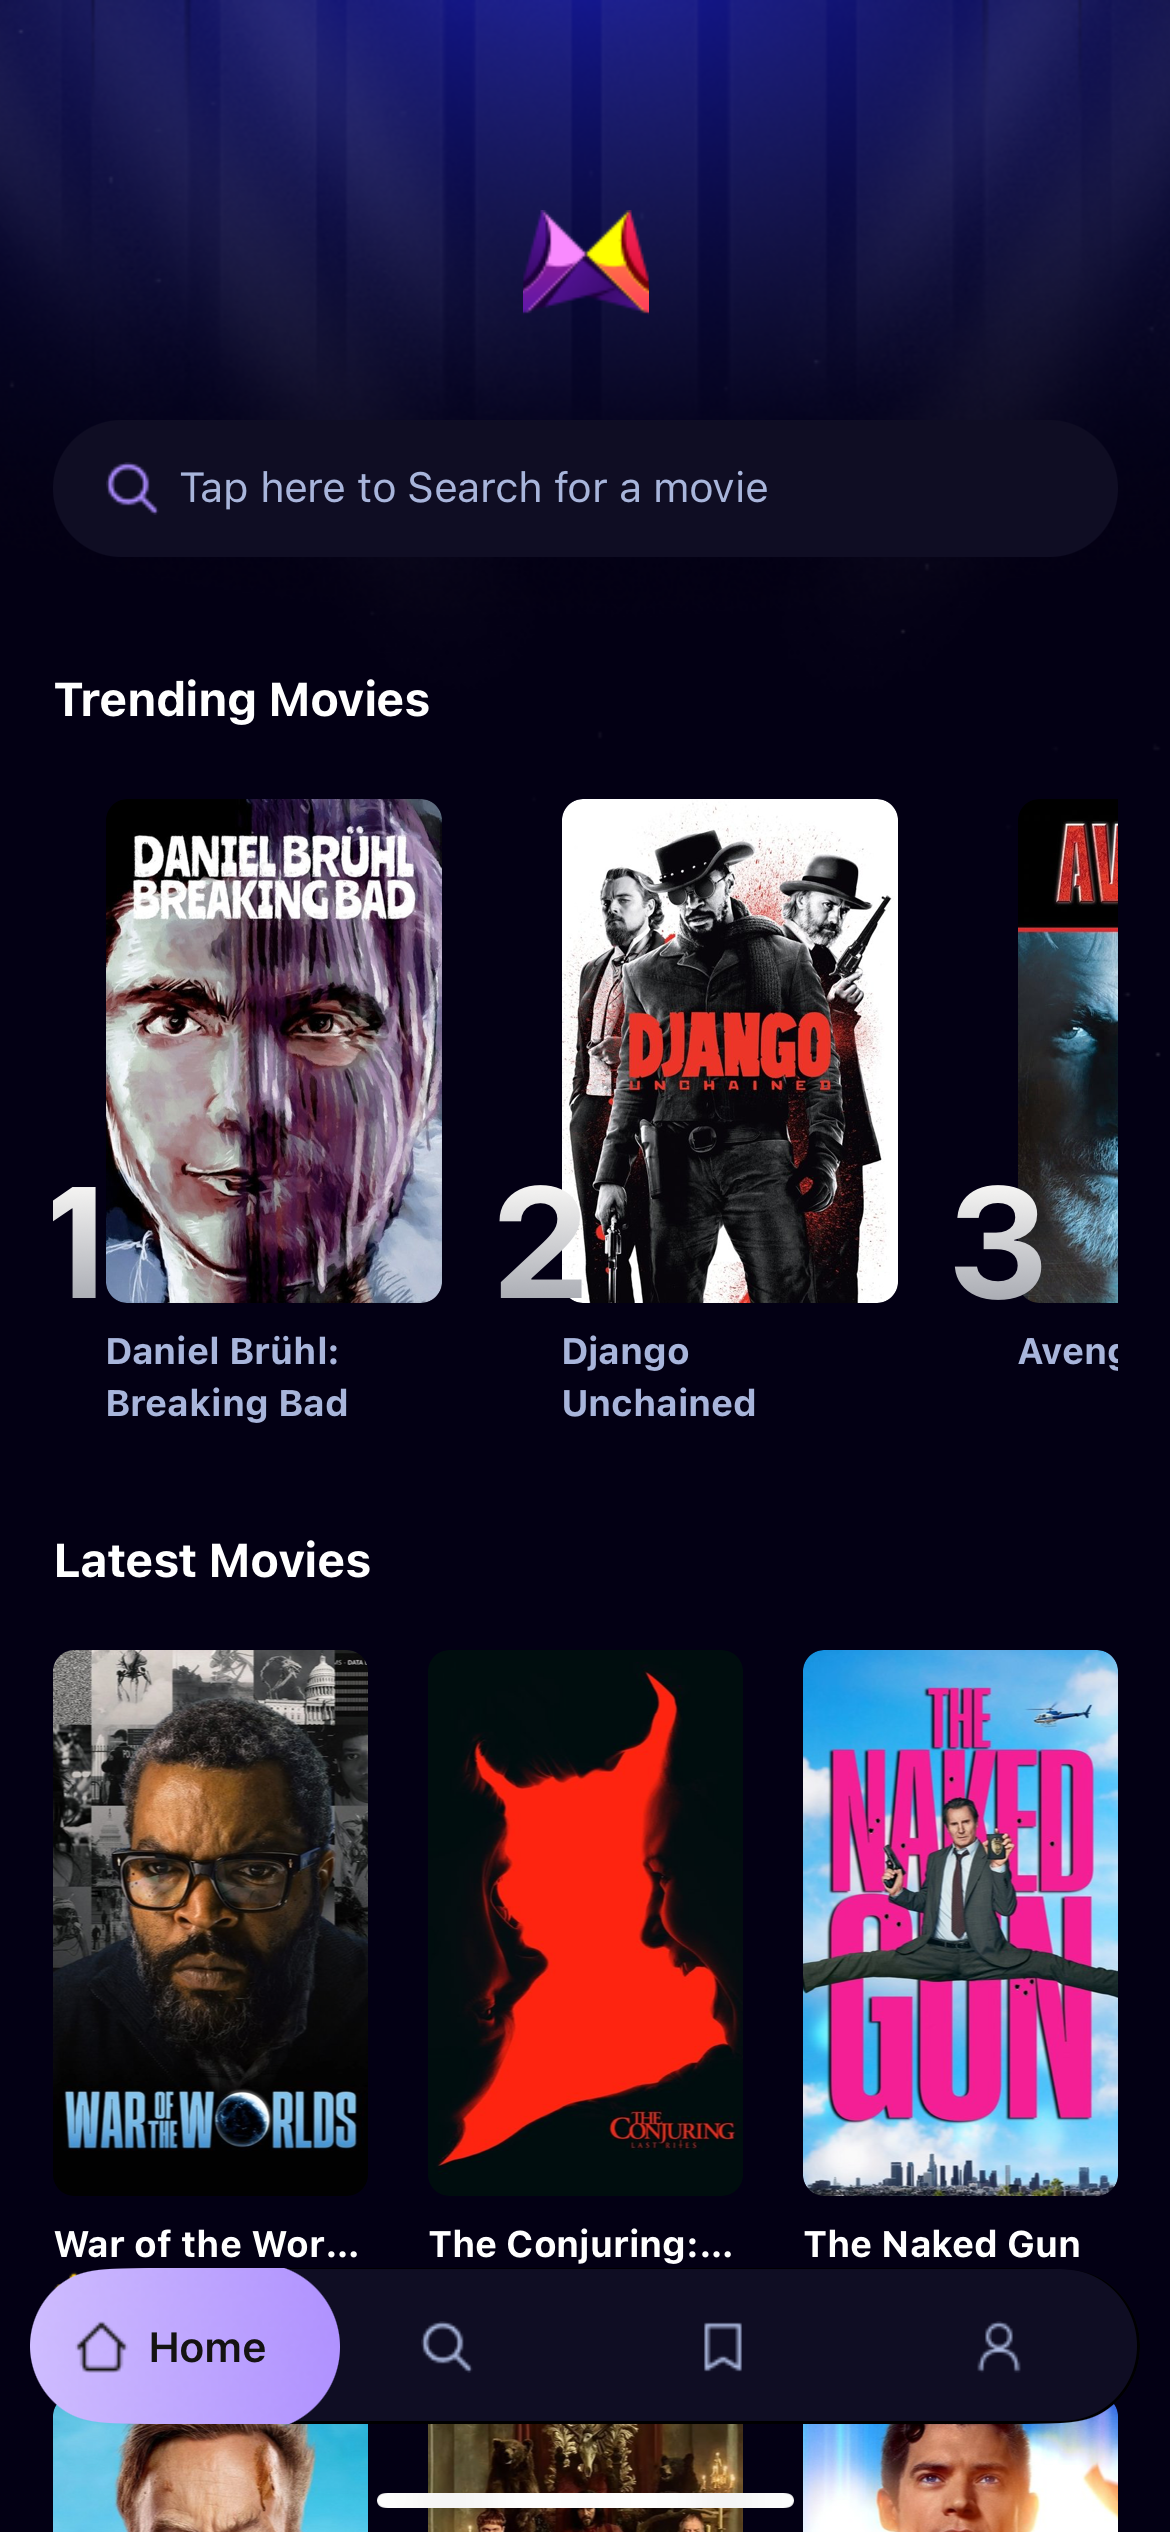 Tap here to Search for a movie
Trending Movies
DANIEL BRÜHL
BREAKING BAD
DJANGO
UNCHAINED
AV
1
2
3
Daniel Brühl:
Breaking Bad
Django
Unchained
Aveng
Latest Movies
WAR OF THE WORLDS
THE
CONJURING
LAST RITES
THE
NAKED
GUN
War of the Wor...
The Conjuring:...
The Naked Gun
Home